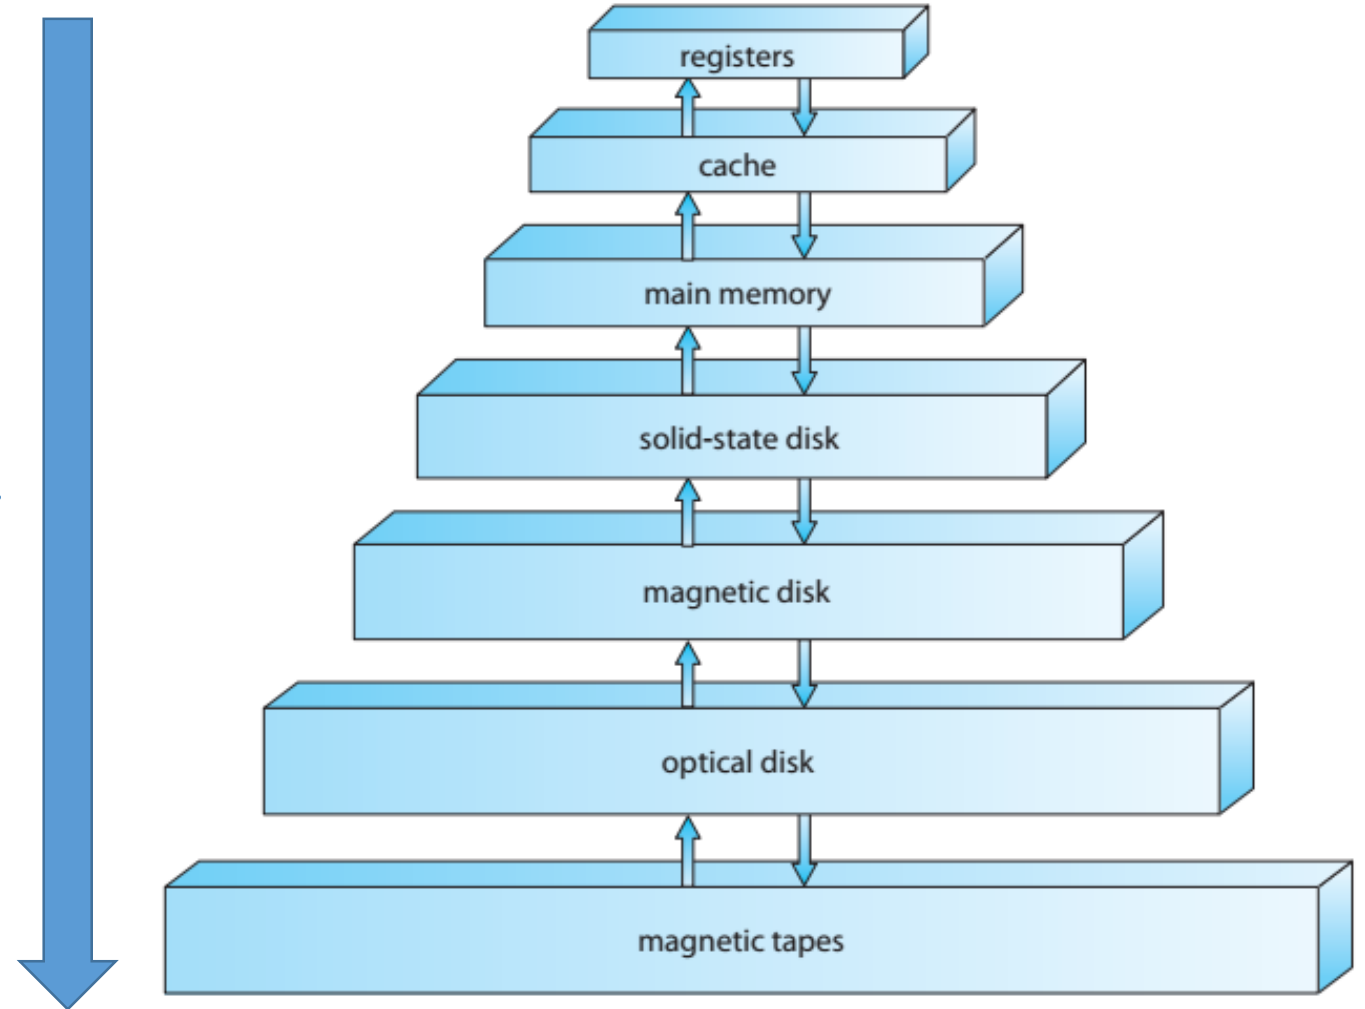 registers
cache
main memory
solid-state disk
magnetic disk
optical disk
magnetic tapes